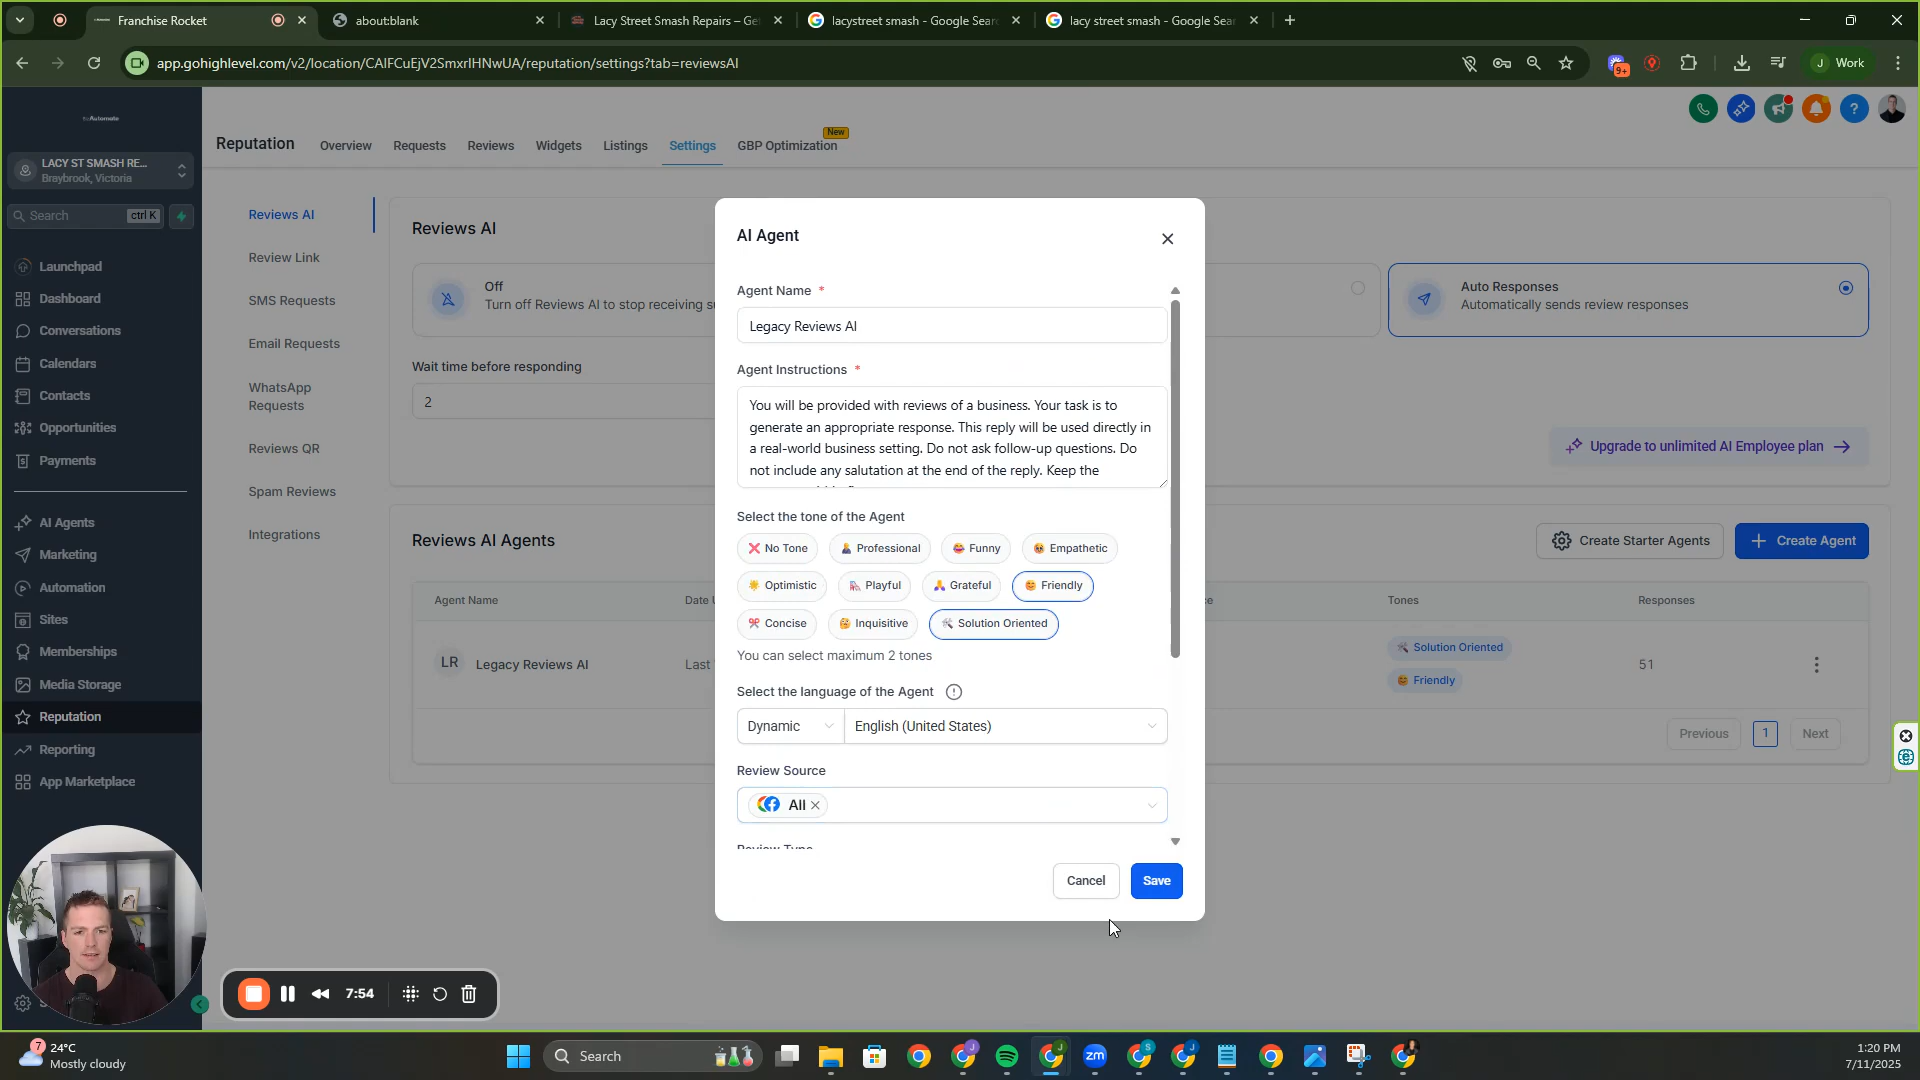 Franchise Rocket
about:blank
Lacy Street Smash Repairs – Ge
lacystreet smash - Google Sear
lacy street smash - Google Sear
app.gohighlevel.com/v2/location/CAIFCuEjV2SmxrIHNwUA/reputation/settings?tab=reviewsAI
9+
J Work
LACY ST SMASH RE...
Braybrook, Victoria
Search ctrl K
Launchpad
Dashboard
Conversations
Calendars
Contacts
Opportunities
Payments
AI Agents
Marketing
Automation
Sites
Memberships
Media Storage
Reputation
Reporting
App Marketplace
Reputation
Overview
Requests
Reviews
Widgets
Listings
Settings
GBP Optimization
New
Reviews AI
Review Link
SMS Requests
Email Requests
WhatsApp
Requests
Reviews QR
Spam Reviews
Integrations
Reviews AI
Off
Turn off Reviews AI to stop receiving su
Auto Responses
Automatically sends review responses
Wait time before responding
2
Upgrade to unlimited AI Employee plan
Reviews AI Agents
Create Starter Agents
Create Agent
Agent Name
Date U
ce
Tones
Responses
LR
Legacy Reviews AI
Last
Solution Oriented
Friendly
51
Previous
1
Next
AI Agent
Agent Name *
Legacy Reviews AI
Agent Instructions *
You will be provided with reviews of a business. Your task is to
generate an appropriate response. This reply will be used directly in
a real-world business setting. Do not ask follow-up questions. Do
not include any salutation at the end of the reply. Keep the
Select the tone of the Agent
No Tone
Professional
Funny
Empathetic
Optimistic
Playful
Grateful
Friendly
Concise
Inquisitive
Solution Oriented
You can select maximum 2 tones
Select the language of the Agent
Dynamic
English (United States)
Review Source
All
Review Type
Cancel
Save
7:54
7
24°C
Mostly cloudy
Search
zm
1:20 PM
7/11/2025